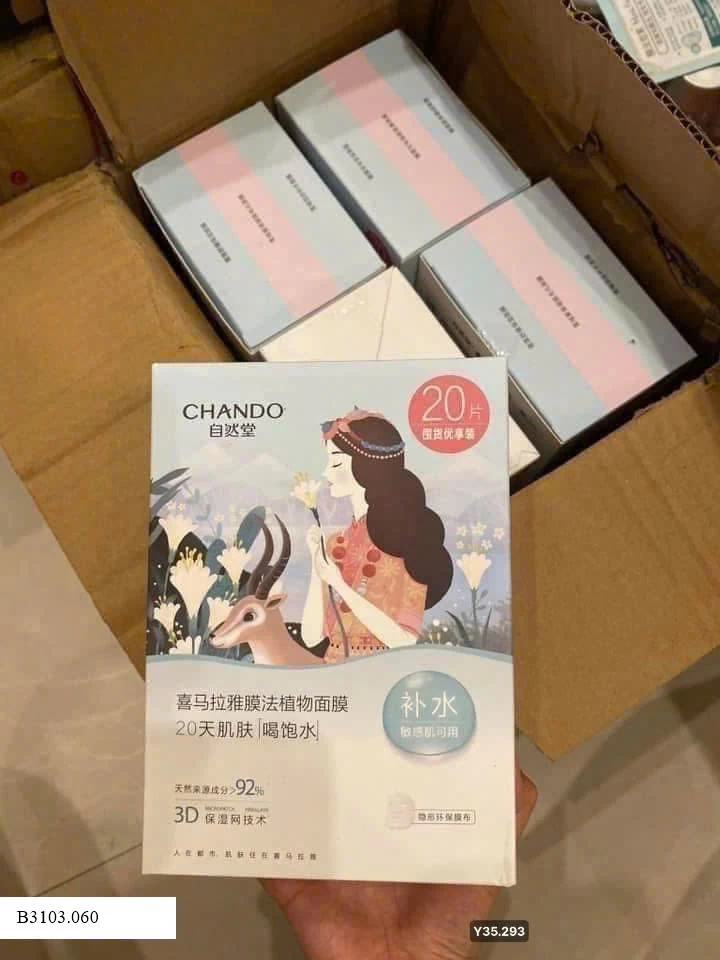 CHANDO
自然堂
20片
囤货优享装
喜马拉雅膜法植物面膜
20天肌肤「喝饱水」
补水
敏感肌可用
天然来源成分>92%
3D 保湿网技术
隐形环保膜布
人在都市，肌肤住在喜马拉雅
B3103.060
Y35.293